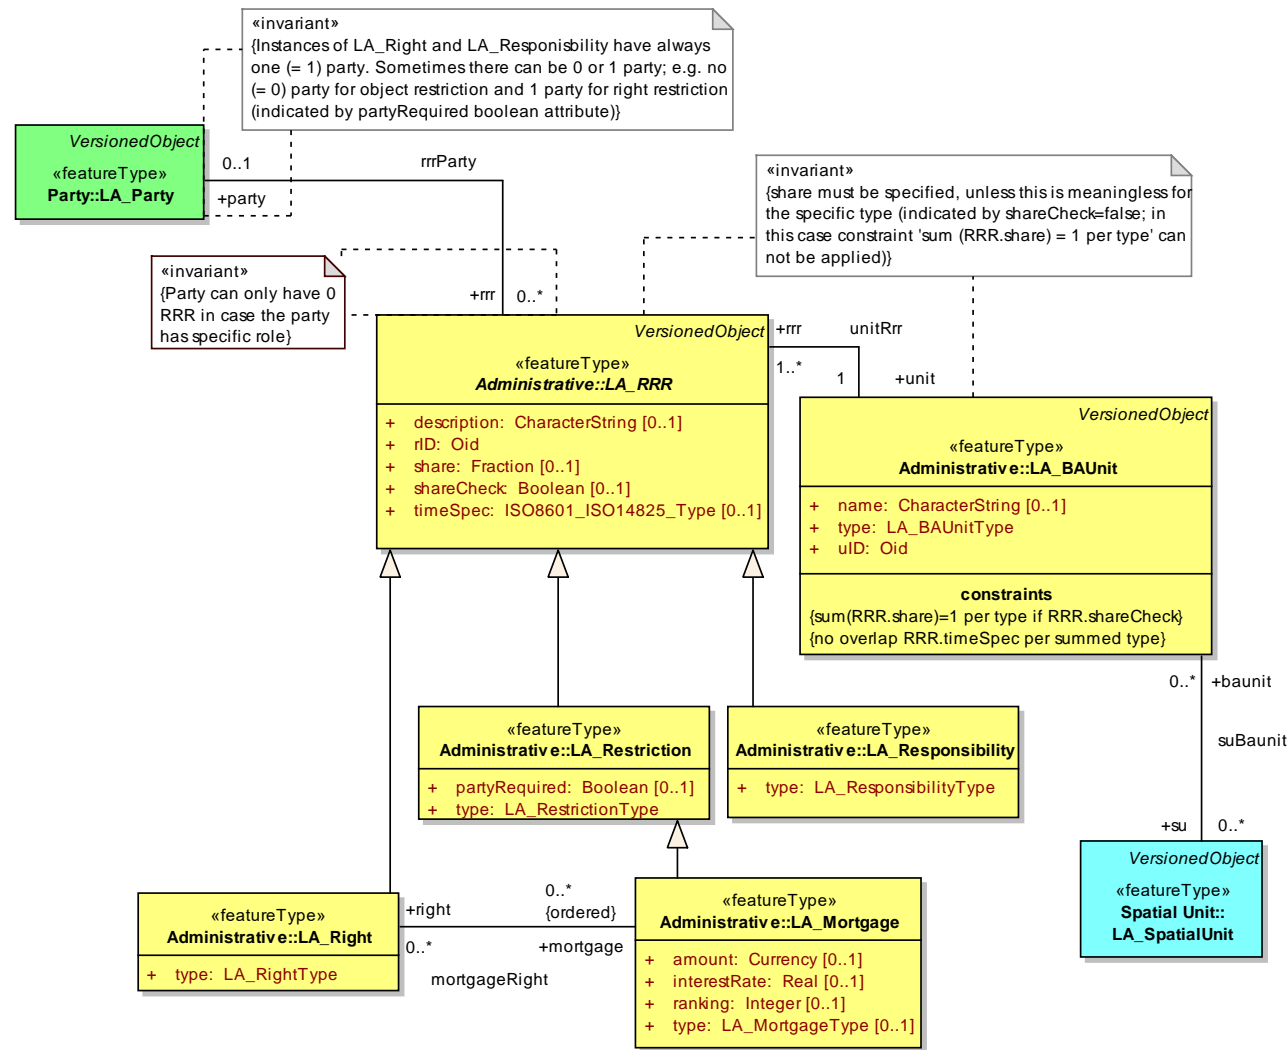 «invariant»
{Instances of LA_Right and LA_Responisbility have always
one (= 1) party. Sometimes there can be 0 or 1 party; e.g. no
(= 0) party for object restriction and 1 party for right restriction
(indicated by partyRequired boolean attribute)}
VersionedObject
«featureType»
Party::LA_Party
0..1
+party
rrrParty
+rrr
0..*
«invariant»
{share must be specified, unless this is meaningless for
the specific type (indicated by shareCheck=false; in
this case constraint 'sum (RRR.share) = 1 per type' can
not be applied)}
«invariant»
{Party can only have 0
RRR in case the party
has specific role}
VersionedObject
«featureType»
Administrative::LA_RRR
+ description: CharacterString [0..1]
+ rID: Oid
+ share: Fraction [0..1]
+ shareCheck: Boolean [0..1]
+ timeSpec: ISO8601_ISO14825_Type [0..1]
+rrr
unitRrr
1..*
1
+unit
VersionedObject
«featureType»
Administrative::LA_BAUnit
+ name: CharacterString [0..1]
+ type: LA_BAUnitType
+ uID: Oid
constraints
{sum(RRR.share)=1 per type if RRR.shareCheck}
{no overlap RRR.timeSpec per summed type}
0..*
+baunit
suBaunit
+su
0..*
«featureType»
Administrative::LA_Restriction
+ partyRequired: Boolean [0..1]
+ type: LA_RestrictionType
«featureType»
Administrative::LA_Responsibility
+ type: LA_ResponsibilityType
VersionedObject
«featureType»
Spatial Unit::
LA_SpatialUnit
«featureType»
Administrative::LA_Right
+ type: LA_RightType
+right
0..*
mortgageRight
0..*
{ordered}
+mortgage
«featureType»
Administrative::LA_Mortgage
+ amount: Currency [0..1]
+ interestRate: Real [0..1]
+ ranking: Integer [0..1]
+ type: LA_MortgageType [0..1]